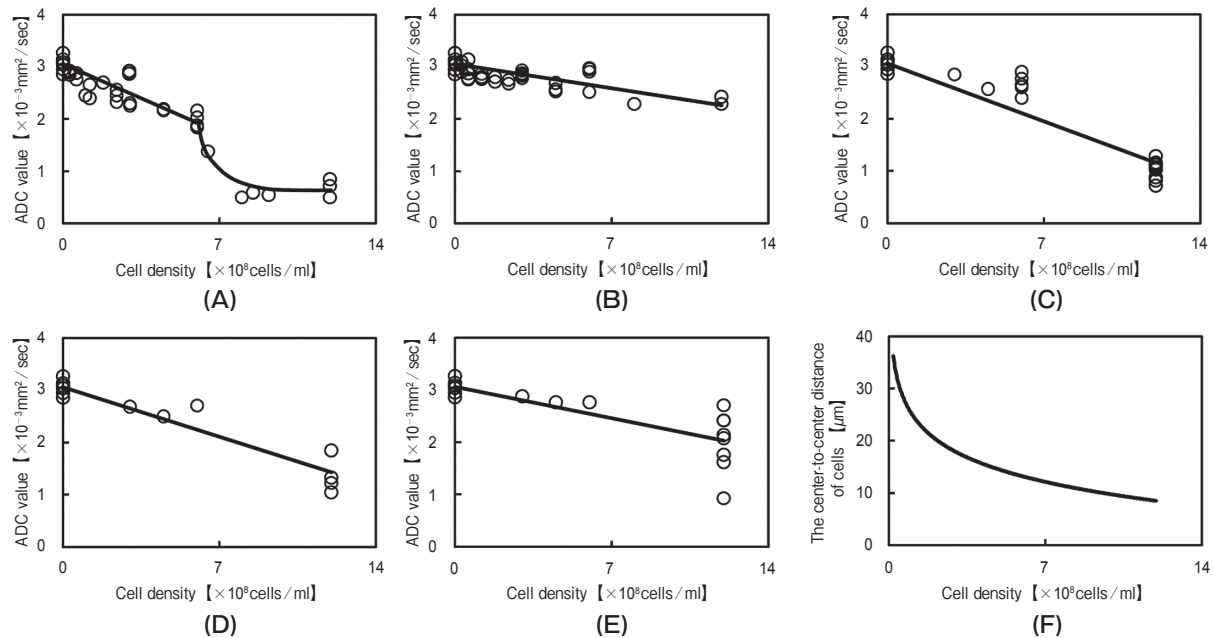 4
3
2
1
0
ADC value【×10⁻³mm²/sec】
0
7
14
Cell density【×10⁸cells/ml】
(A)
4
3
2
1
0
ADC value【×10⁻³mm²/sec】
0
7
14
Cell density【×10⁸cells/ml】
(B)
4
3
2
1
0
ADC value【×10⁻³mm²/sec】
0
7
14
Cell density【×10⁸cells/ml】
(C)
4
3
2
1
0
ADC value【×10⁻³mm²/sec】
0
7
14
Cell density【×10⁸cells/ml】
(D)
4
3
2
1
0
ADC value【×10⁻³mm²/sec】
0
7
14
Cell density【×10⁸cells/ml】
(E)
40
30
20
10
0
The center-to-center distance
of cells【μm】
0
7
14
Cell density【×10⁸cells/ml】
(F)